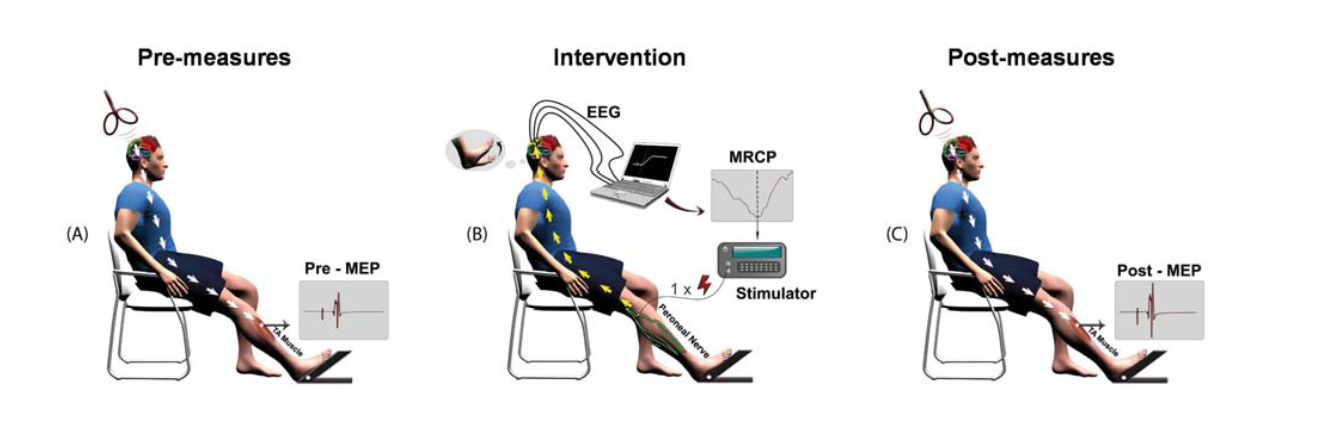 Pre-measures
Intervention
Post-measures
EEG
MRCP
(A)
(B)
(C)
Pre - MEP
Post - MEP
1 x
Stimulator
TA Muscle
Peroneal Nerve
TA Muscle